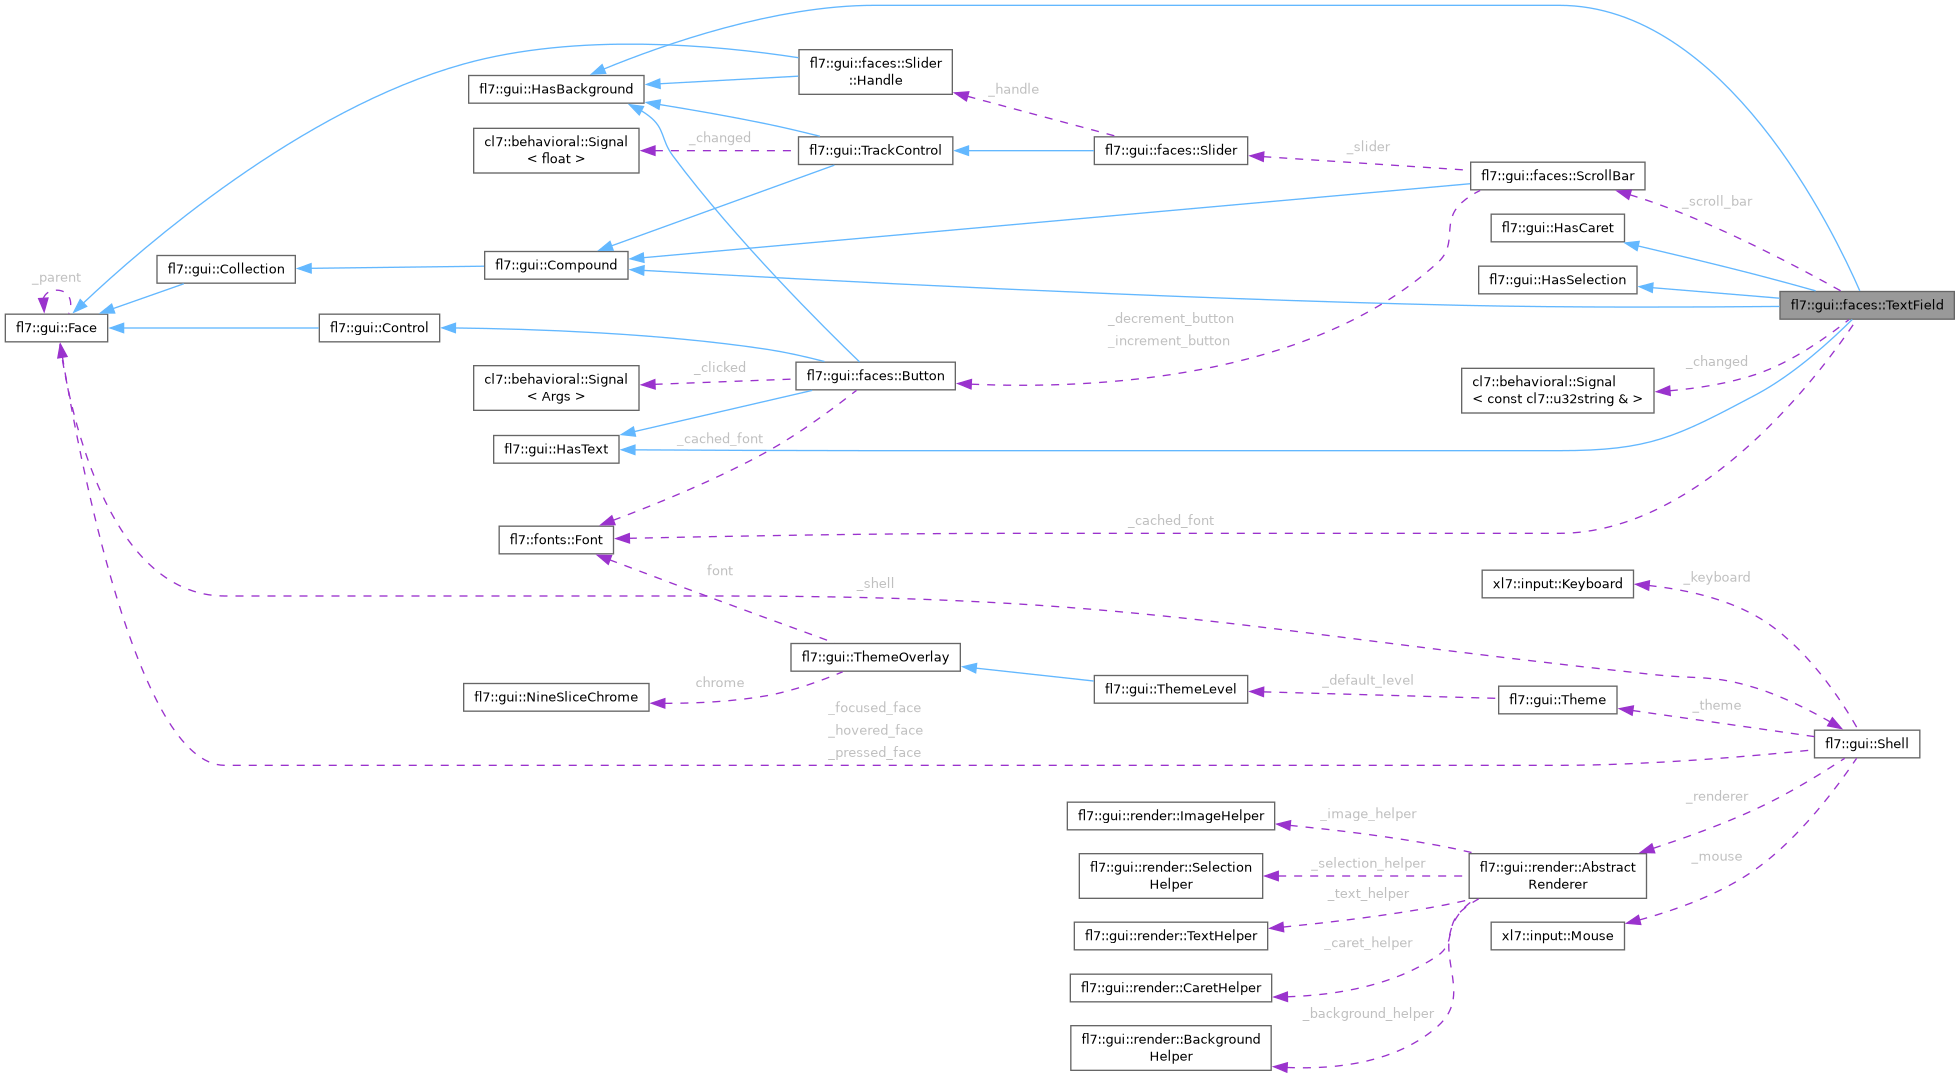 fl7::gui::faces::Slider
::Handle
fl7::gui::HasBackground
_handle
cl7::behavioral::Signal
< float >
_changed
fl7::gui::TrackControl
fl7::gui::faces::Slider
_slider
fl7::gui::faces::ScrollBar
_scroll_bar
fl7::gui::HasCaret
fl7::gui::Collection
fl7::gui::Compound
fl7::gui::HasSelection
_parent
fl7::gui::Face
fl7::gui::Control
_decrement_button
_increment_button
fl7::gui::faces::TextField
cl7::behavioral::Signal
< Args >
_clicked
fl7::gui::faces::Button
_changed
cl7::behavioral::Signal
< const cl7::u32string & >
fl7::gui::HasText
_cached_font
fl7::fonts::Font
_cached_font
font
_shell
xl7::input::Keyboard
_keyboard
fl7::gui::ThemeOverlay
fl7::gui::NineSliceChrome
chrome
fl7::gui::ThemeLevel
_default_level
fl7::gui::Theme
_theme
_focused_face
_hovered_face
_pressed_face
fl7::gui::Shell
fl7::gui::render::ImageHelper
_image_helper
_renderer
fl7::gui::render::Selection
Helper
_selection_helper
_text_helper
fl7::gui::render::Abstract
Renderer
_mouse
fl7::gui::render::TextHelper
_caret_helper
xl7::input::Mouse
fl7::gui::render::CaretHelper
_background_helper
fl7::gui::render::Background
Helper